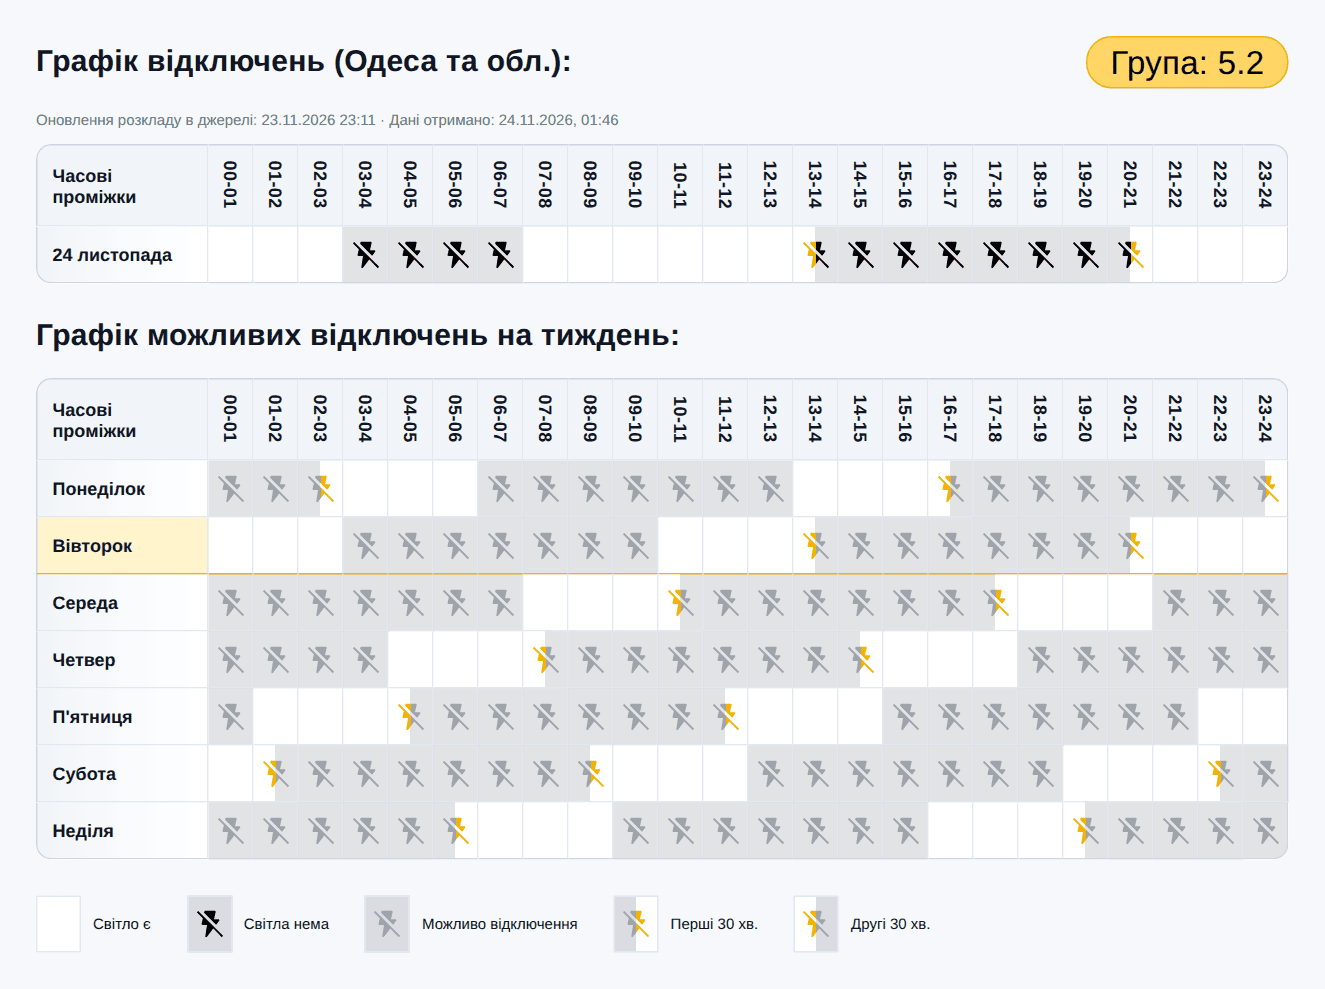 Графік відключень (Одеса та обл.):
Група: 5.2
Оновлення розкладу в джерелі: 23.11.2026 23:11 · Дані отримано: 24.11.2026, 01:46
Часові проміжки 00-01 01-02 02-03 03-04 04-05 05-06 06-07 07-08 08-09 09-10 10-11 11-12 12-13 13-14 14-15 15-16 16-17 17-18 18-19 19-20 20-21 21-22 22-23 23-24
24 листопада
Графік можливих відключень на тиждень:
Часові проміжки 00-01 01-02 02-03 03-04 04-05 05-06 06-07 07-08 08-09 09-10 10-11 11-12 12-13 13-14 14-15 15-16 16-17 17-18 18-19 19-20 20-21 21-22 22-23 23-24
Понеділок
Вівторок
Середа
Четвер
П'ятниця
Субота
Неділя
Світло є Світла нема Можливо відключення Перші 30 хв. Другі 30 хв.